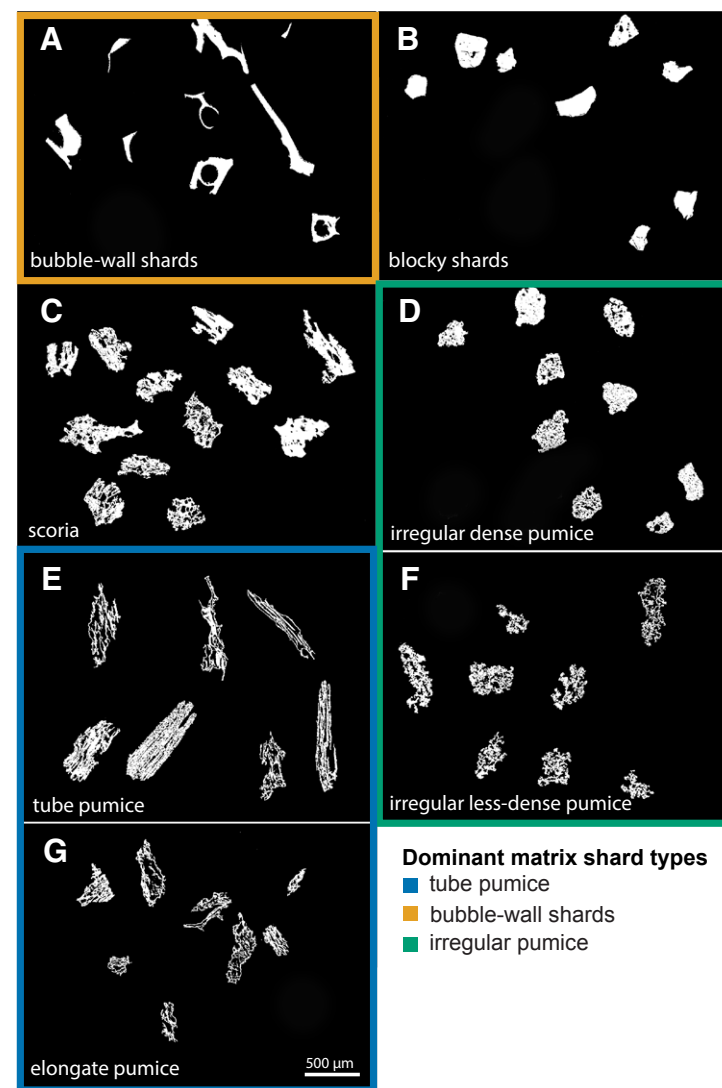 A
bubble-wall shards
B
blocky shards
C
scoria
D
irregular dense pumice
E
tube pumice
F
irregular less-dense pumice
G
elongate pumice
500 µm
Dominant matrix shard types
tube pumice
bubble-wall shards
irregular pumice